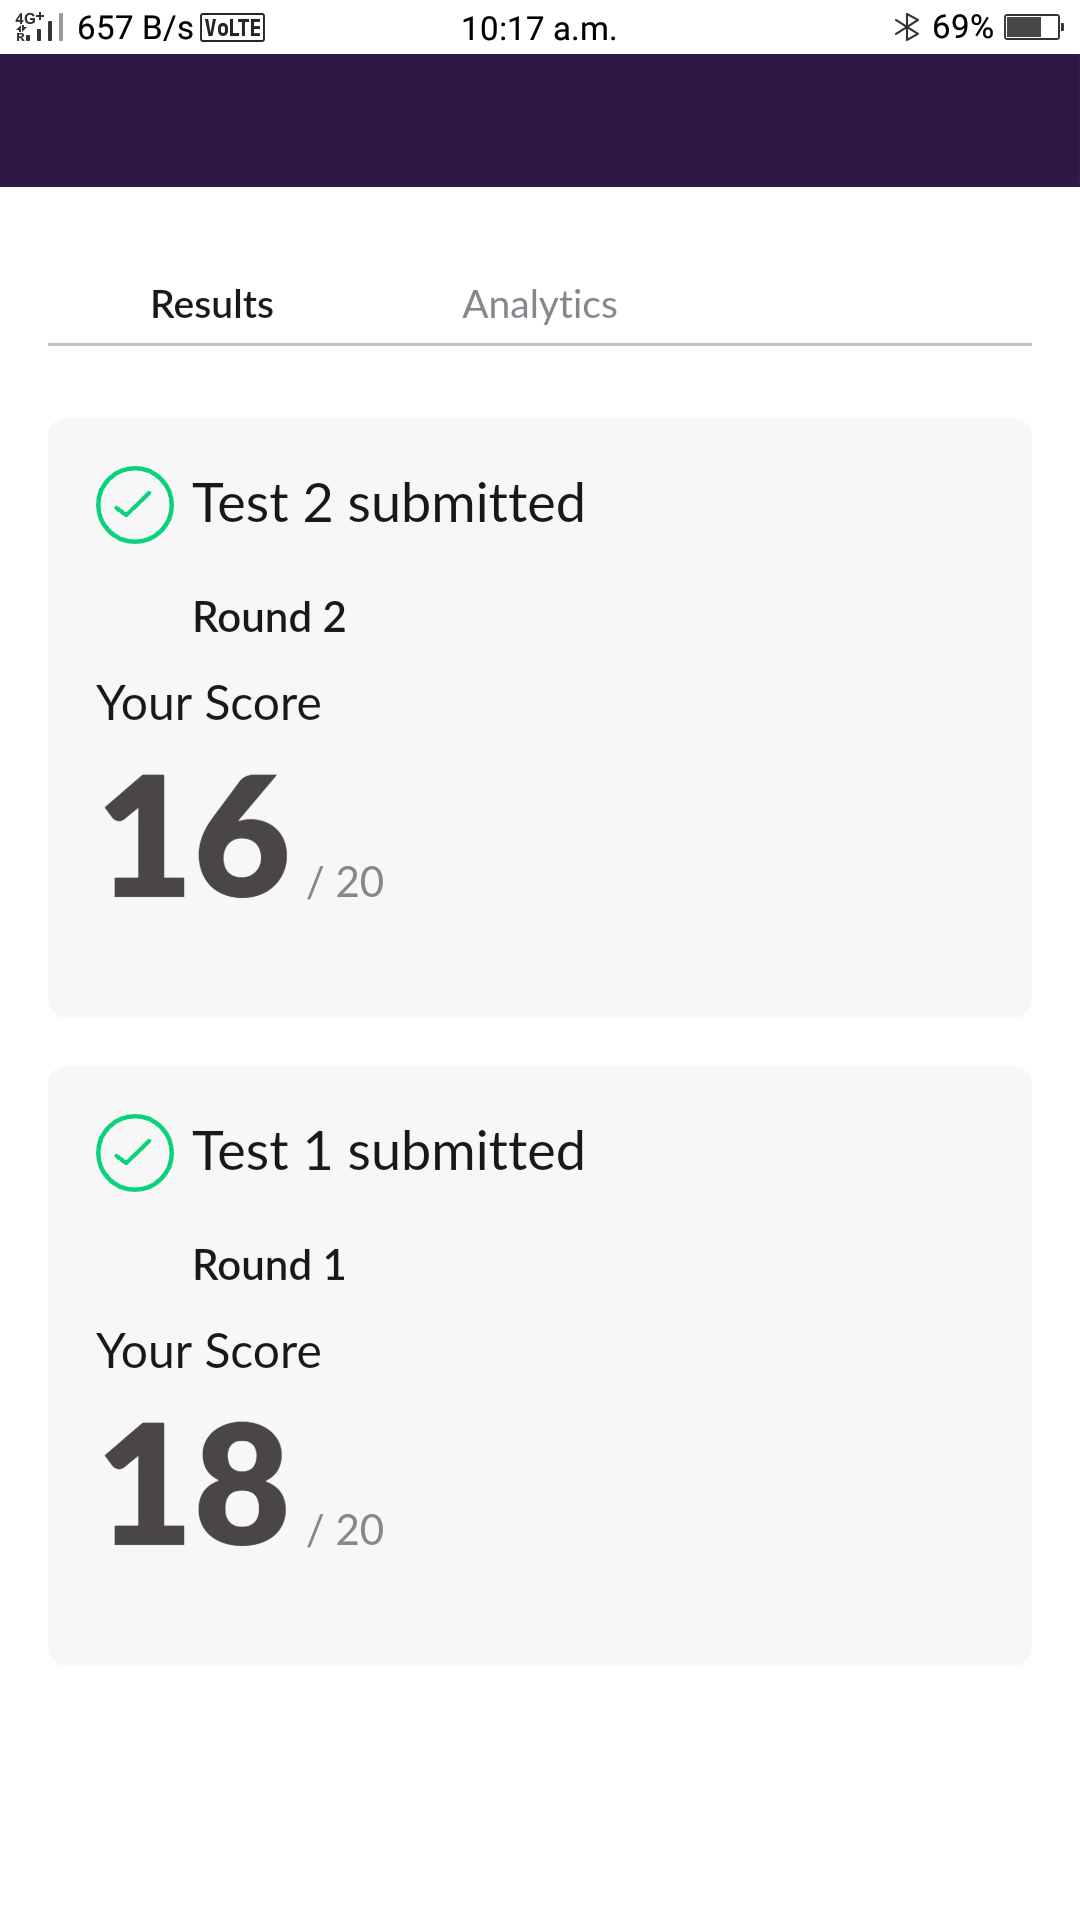 4G+ R 657 B/s VoLTE 10:17 a.m. 69%
Results Analytics
Test 2 submitted
Round 2
Your Score
16 / 20
Test 1 submitted
Round 1
Your Score
18 / 20